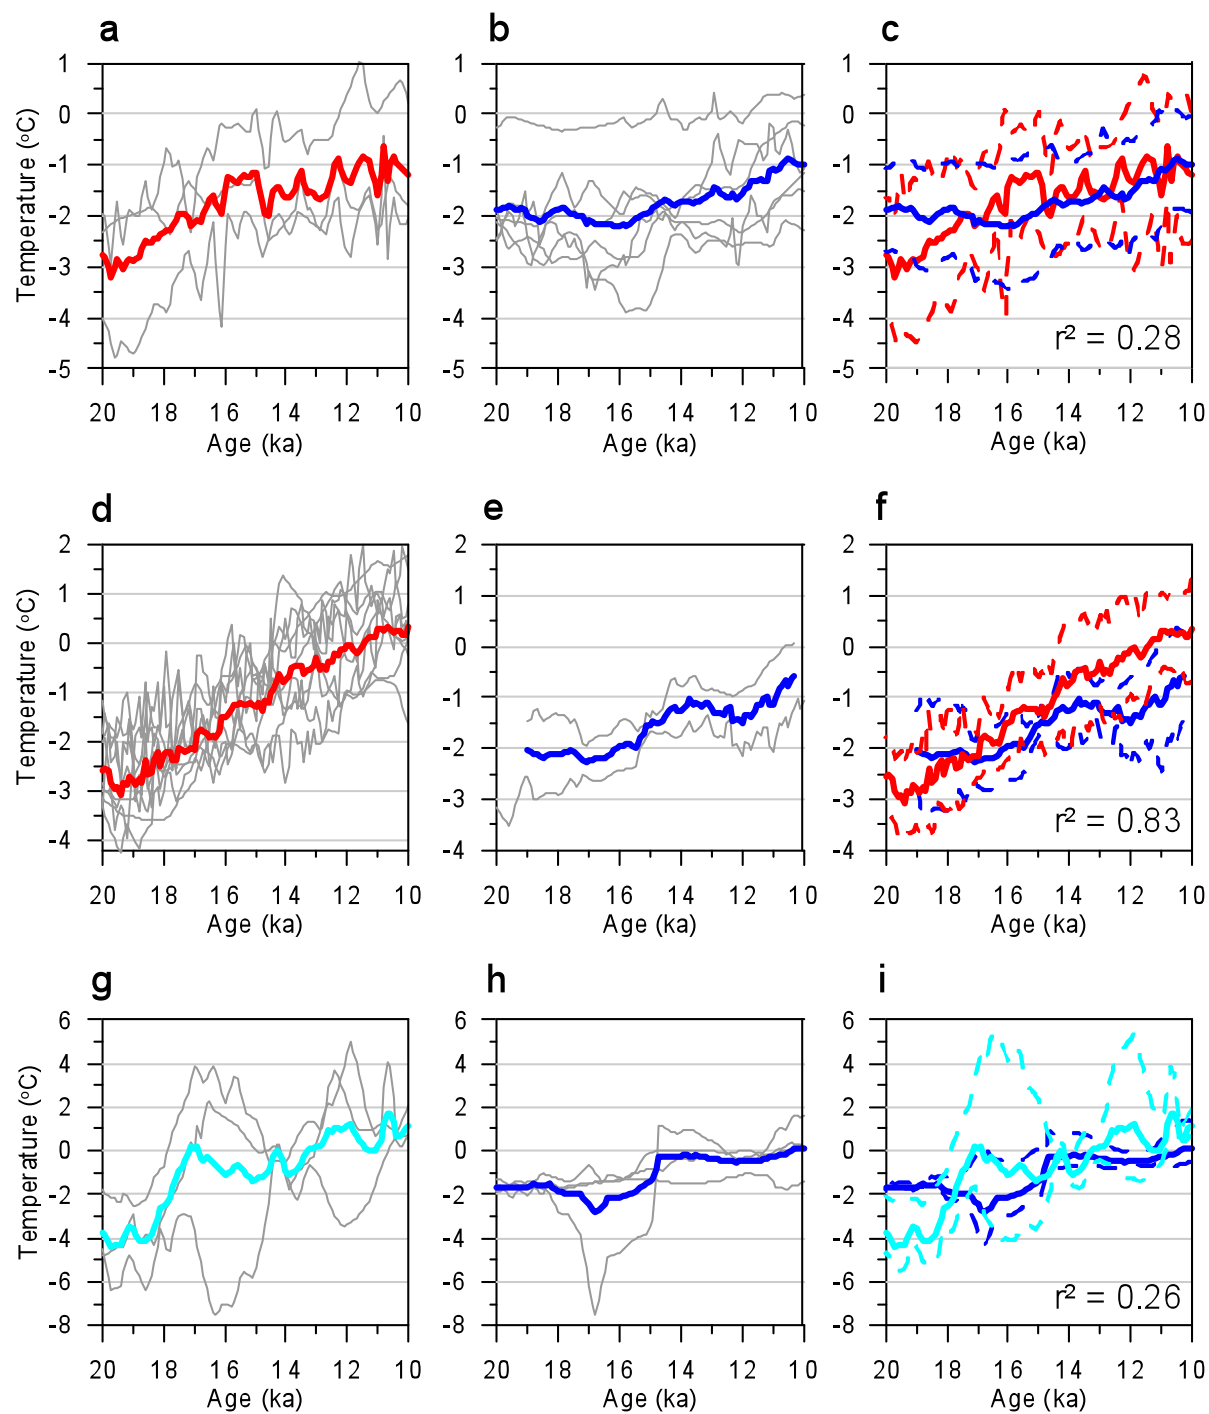 a b c
1 1 1
0 0 0
-1 -1 -1
-2 -2 -2
-3 -3 -3
-4 -4 -4
-5 -5 -5
Temperature (oC)
r² = 0.28
20 18 16 14 12 10 20 18 16 14 12 10 20 18 16 14 12 10
Age (ka) Age (ka) Age (ka)
d e f
2 2 2
1 1 1
0 0 0
-1 -1 -1
-2 -2 -2
-3 -3 -3
-4 -4 -4
Temperature (oC)
r² = 0.83
20 18 16 14 12 10 20 18 16 14 12 10 20 18 16 14 12 10
Age (ka) Age (ka) Age (ka)
g h i
6 6 6
4 4 4
2 2 2
0 0 0
-2 -2 -2
-4 -4 -4
-6 -6 -6
-8 -8 -8
Temperature (oC)
r² = 0.26
20 18 16 14 12 10 20 18 16 14 12 10 20 18 16 14 12 10
Age (ka) Age (ka) Age (ka)